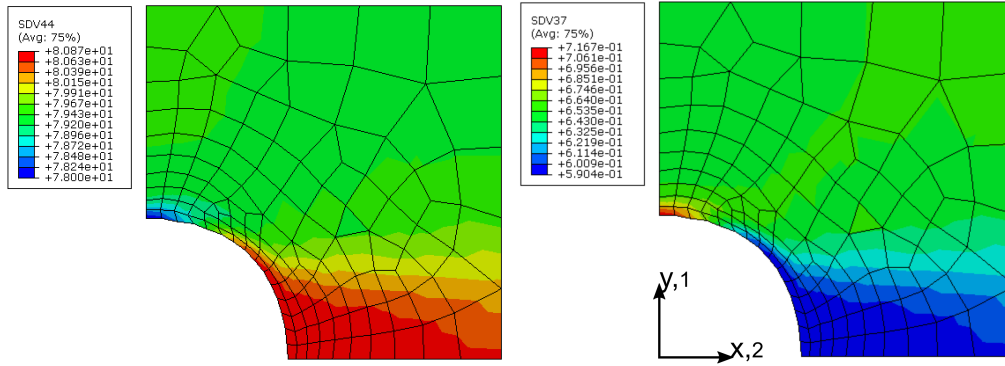 SDV44
(Avg: 75%)
+8.087e+01
+8.063e+01
+8.039e+01
+8.015e+01
+7.991e+01
+7.967e+01
+7.943e+01
+7.920e+01
+7.896e+01
+7.872e+01
+7.848e+01
+7.824e+01
+7.800e+01
SDV37
(Avg: 75%)
+7.167e-01
+7.061e-01
+6.956e-01
+6.851e-01
+6.746e-01
+6.640e-01
+6.535e-01
+6.430e-01
+6.325e-01
+6.219e-01
+6.114e-01
+6.009e-01
+5.904e-01
y,1
x,2